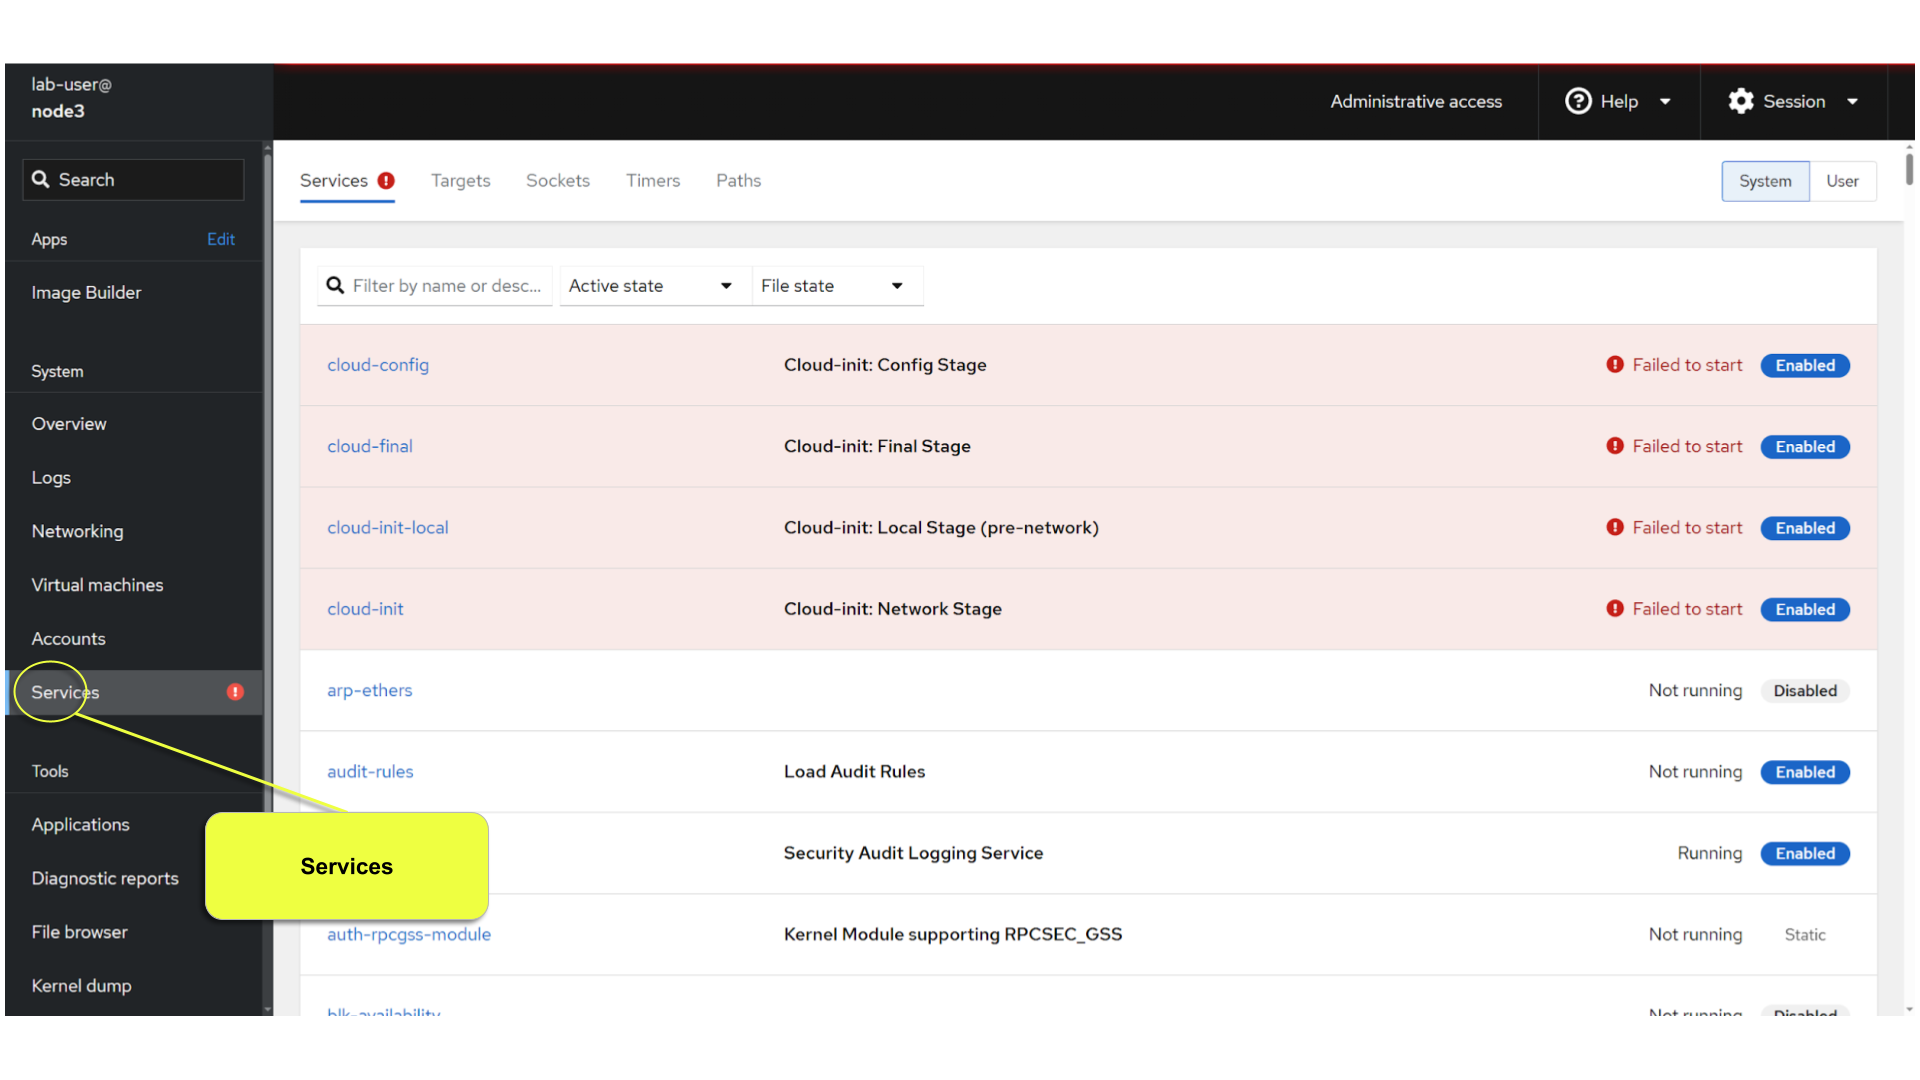 lab-user@
node3
Administrative access
Help
Session
Search
Apps
Edit
Image Builder
System
Overview
Logs
Networking
Virtual machines
Accounts
Services
Tools
Applications
Diagnostic reports
File browser
Kernel dump
Services
Targets
Sockets
Timers
Paths
System
User
Filter by name or desc...
Active state
File state
cloud-config
Cloud-init: Config Stage
Failed to start
Enabled
cloud-final
Cloud-init: Final Stage
Failed to start
Enabled
cloud-init-local
Cloud-init: Local Stage (pre-network)
Failed to start
Enabled
cloud-init
Cloud-init: Network Stage
Failed to start
Enabled
arp-ethers
Not running
Disabled
audit-rules
Load Audit Rules
Not running
Enabled
Security Audit Logging Service
Running
Enabled
Services
auth-rpcgss-module
Kernel Module supporting RPCSEC_GSS
Not running
Static
blk-availability
Not running
Disabled